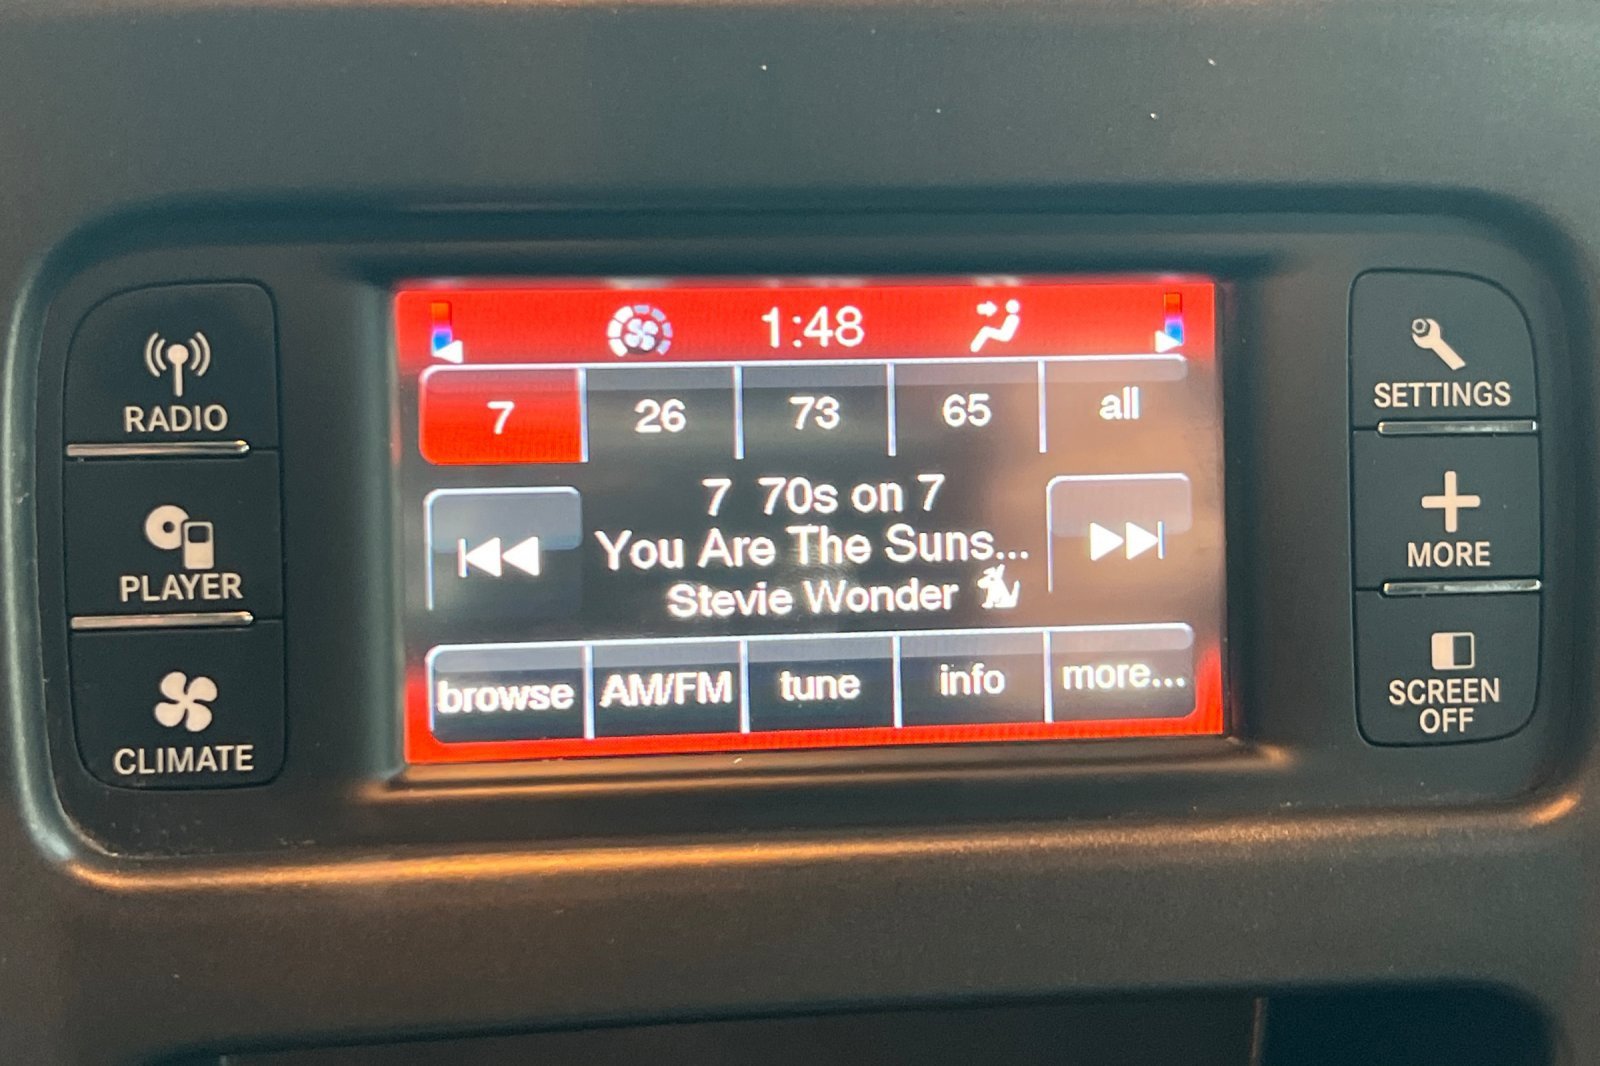 RADIO
PLAYER
CLIMATE
1:48
7 26 73 65 all
7 70s on 7
You Are The Suns...
Stevie Wonder
browse AM/FM tune info more...
SETTINGS
MORE
SCREEN
OFF